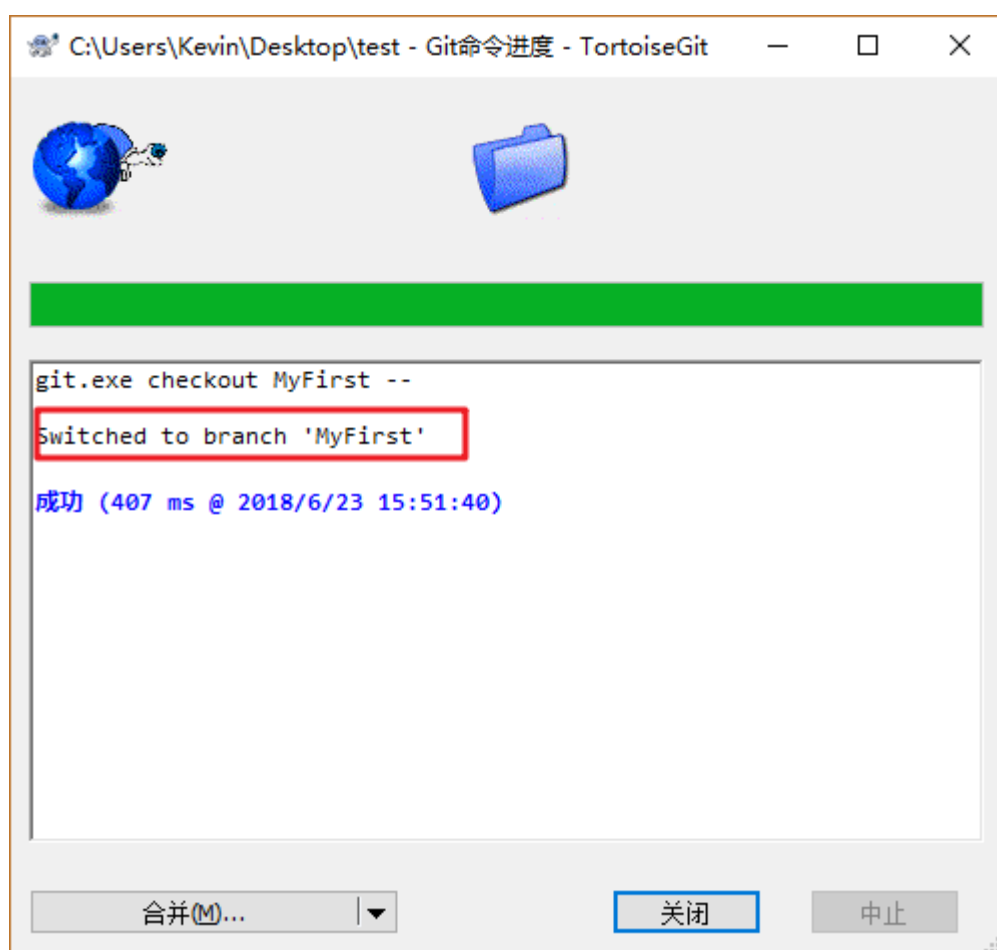 C:\Users\Kevin\Desktop\test - Git命令进度 - TortoiseGit
git.exe checkout MyFirst --
Switched to branch 'MyFirst'
成功 (407 ms @ 2018/6/23 15:51:40)
合并(M)...
关闭
中止